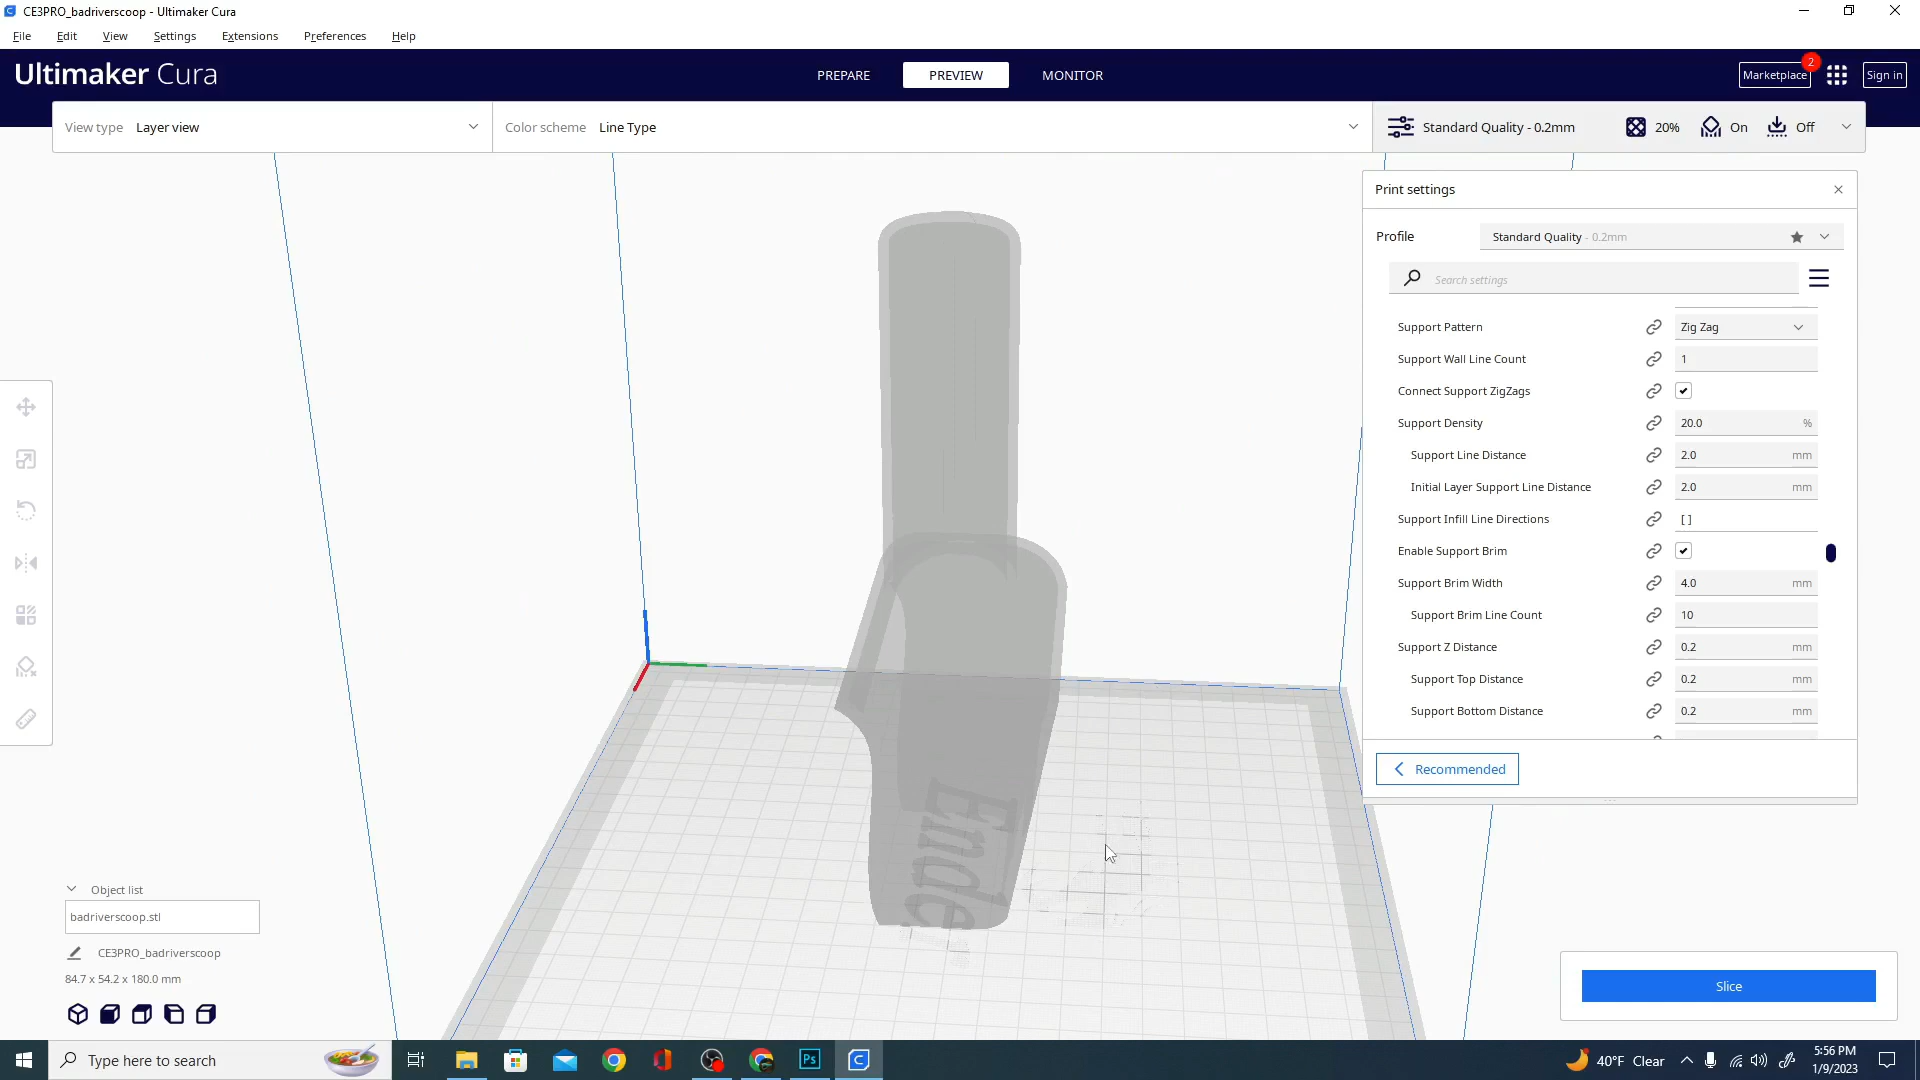 CE3PRO_badriverscoop - Ultimaker Cura
File Edit View Settings Extensions Preferences Help
Ultimaker Cura
PREPARE PREVIEW MONITOR
Marketplace 2 Sign in
View type Layer view
Color scheme Line Type
Standard Quality - 0.2mm 20% On Off
Print settings
Profile Standard Quality - 0.2mm
Search settings
Support Pattern Zig Zag
Support Wall Line Count 1
Connect Support ZigZags
Support Density 20.0 %
Support Line Distance 2.0 mm
Initial Layer Support Line Distance 2.0 mm
Support Infill Line Directions [ ]
Enable Support Brim
Support Brim Width 4.0 mm
Support Brim Line Count 10
Support Z Distance 0.2 mm
Support Top Distance 0.2 mm
Support Bottom Distance 0.2 mm
Recommended
Ender
Object list
badriverscoop.stl
CE3PRO_badriverscoop
84.7 x 54.2 x 180.0 mm
Slice
Type here to search
Ps
40°F Clear
5:56 PM
1/9/2023